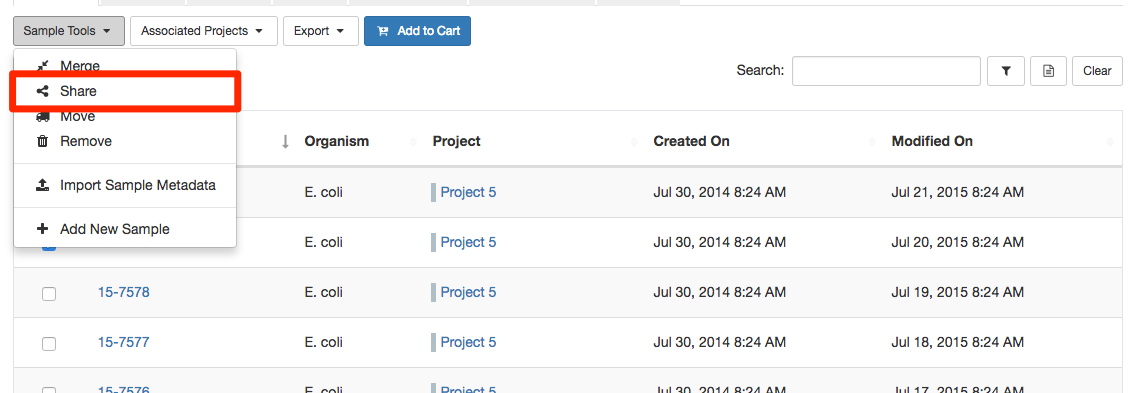 Sample Tools Associated Projects Export Add to Cart
Merge
Share
Move
Remove
Import Sample Metadata
Add New Sample
Search: Clear
Organism Project Created On Modified On
E. coli Project 5 Jul 30, 2014 8:24 AM Jul 21, 2015 8:24 AM
E. coli Project 5 Jul 30, 2014 8:24 AM Jul 20, 2015 8:24 AM
15-7578 E. coli Project 5 Jul 30, 2014 8:24 AM Jul 19, 2015 8:24 AM
15-7577 E. coli Project 5 Jul 30, 2014 8:24 AM Jul 18, 2015 8:24 AM
15-7576 E. coli Project 5 Jul 30, 2014 8:24 AM Jul 17, 2015 8:24 AM